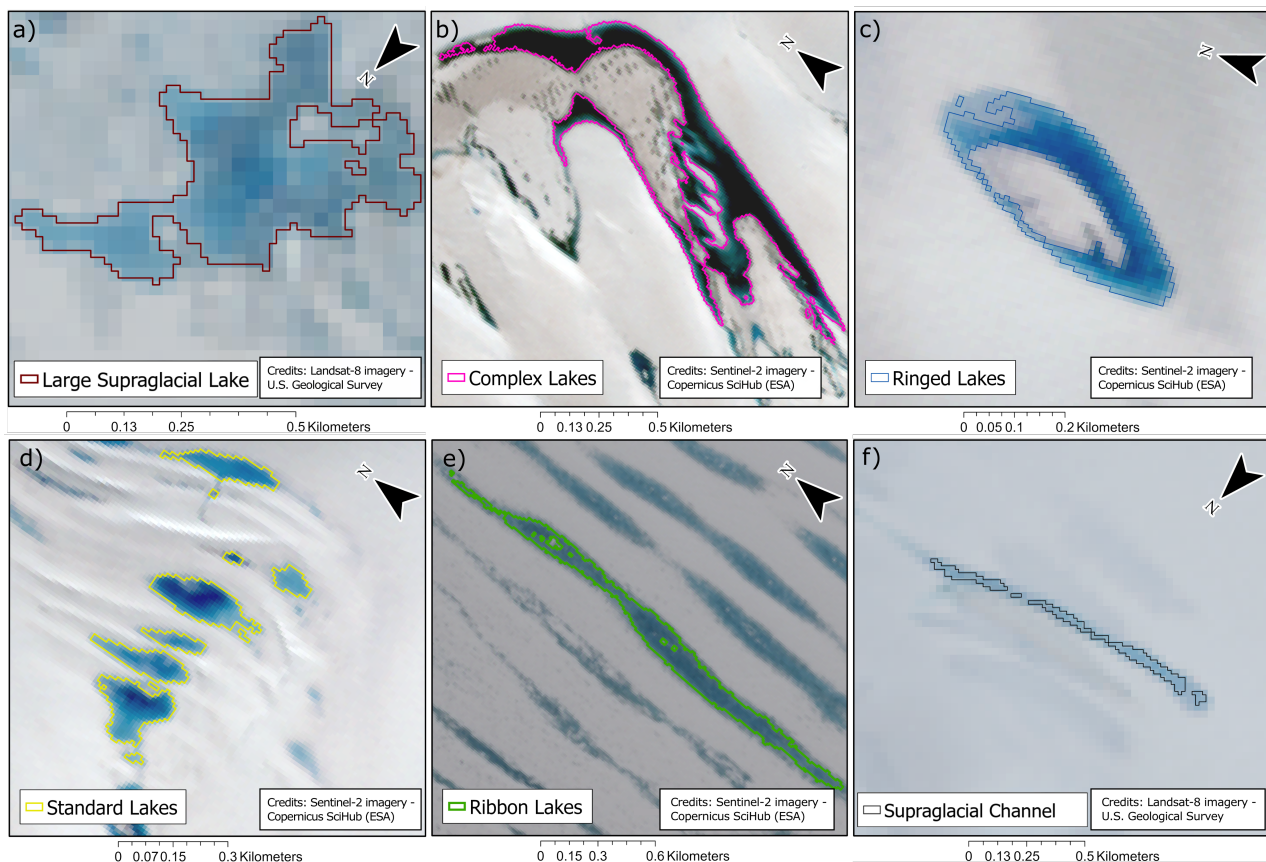 a)
N
Large Supraglacial Lake
Credits: Landsat-8 imagery -
U.S. Geological Survey
0 0.13 0.25 0.5 Kilometers
b)
N
Complex Lakes
Credits: Sentinel-2 imagery -
Copernicus SciHub (ESA)
0 0.13 0.25 0.5 Kilometers
c)
N
Ringed Lakes
Credits: Sentinel-2 imagery -
Copernicus SciHub (ESA)
0 0.05 0.1 0.2 Kilometers
d)
N
Standard Lakes
Credits: Sentinel-2 imagery -
Copernicus SciHub (ESA)
0 0.07 0.15 0.3 Kilometers
e)
N
Ribbon Lakes
Credits: Sentinel-2 imagery -
Copernicus SciHub (ESA)
0 0.15 0.3 0.6 Kilometers
f)
N
Supraglacial Channel
Credits: Landsat-8 imagery -
U.S. Geological Survey
0 0.13 0.25 0.5 Kilometers